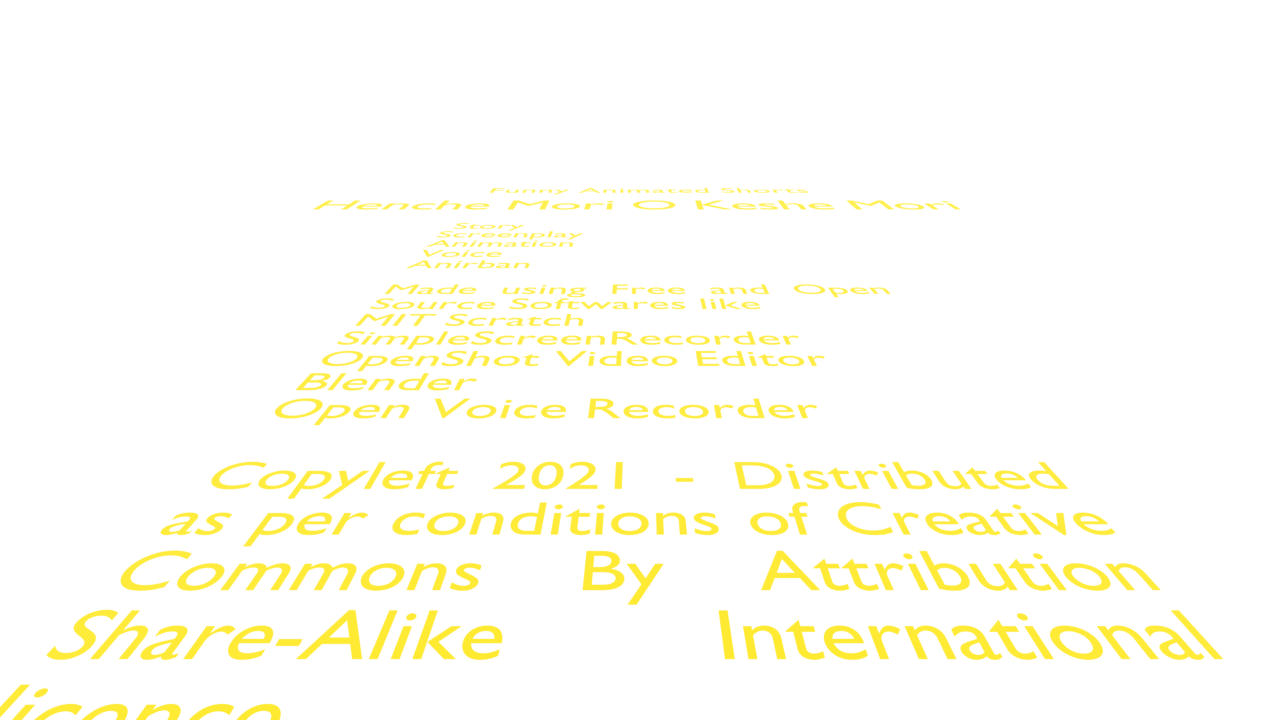 Funny Animated Shorts
Henche Mori O Keshe Mori
Story
Screenplay
Animation
Voice
Anirban
Made using Free and Open
Source Softwares like
MIT Scratch
SimpleScreenRecorder
OpenShot Video Editor
Blender
Open Voice Recorder
Copyleft 2021 - Distributed
as per conditions of Creative
Commons By Attribution
Share-Alike International
licence